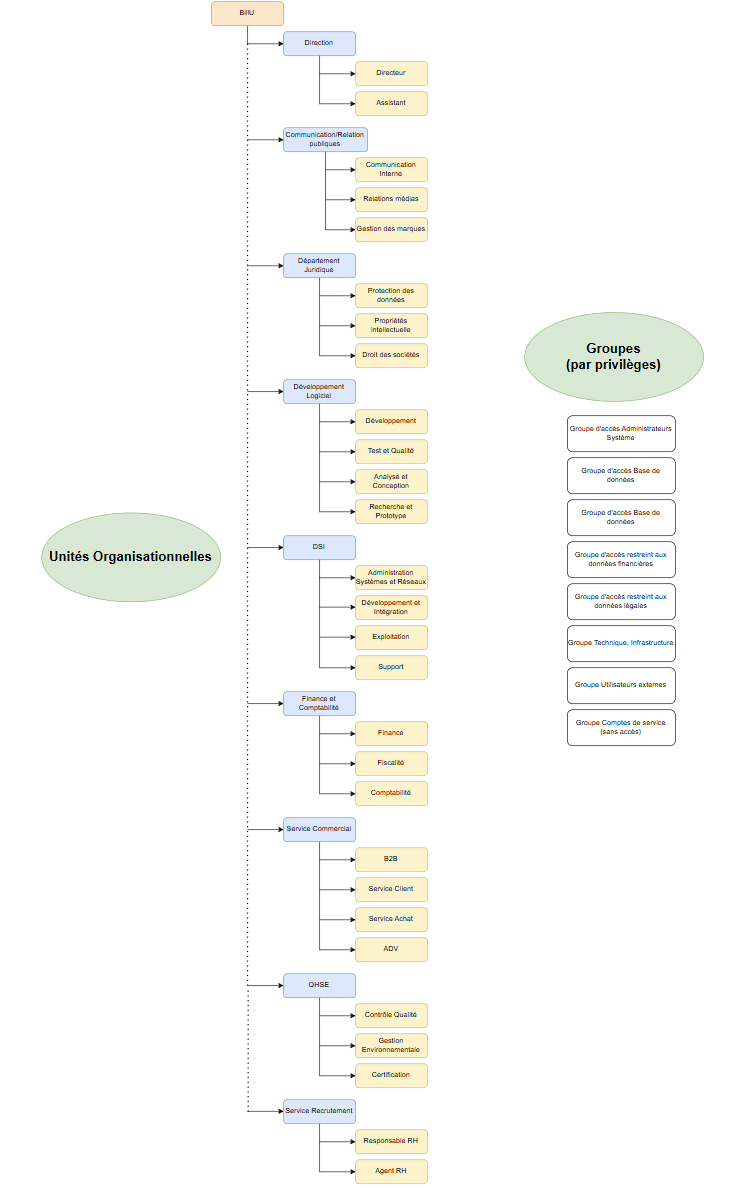 BillU
Direction
Directeur
Assistant
Communication/Relation
publiques
Communication
Interne
Relations médias
Gestion des marques
Département
Juridique
Protection des
données
Propriétés
intellectuelle
Droit des sociétés
Développement
Logiciel
Développement
Test et Qualité
Analyse et
Conception
Recherche et
Prototype
DSI
Administration
Systèmes et Réseaux
Développement et
Intégration
Exploitation
Support
Finance et
Comptabilité
Finance
Fiscalité
Comptabilité
Service Commercial
B2B
Service Client
Service Achat
ADV
QHSE
Contrôle Qualité
Gestion
Environnementale
Certification
Service Recrutement
Responsable RH
Agent RH
Unités Organisationnelles
Groupes
(par privilèges)
Groupe d'accès Administrateurs
Système
Groupe d'accès Base de
données
Groupe d'accès Base de
données
Groupe d'accès restreint aux
données financières
Groupe d'accès restreint aux
données légales
Groupe Technique, Infrastructure
Groupe Utilisateurs externes
Groupe Comptes de service
(sans accès)